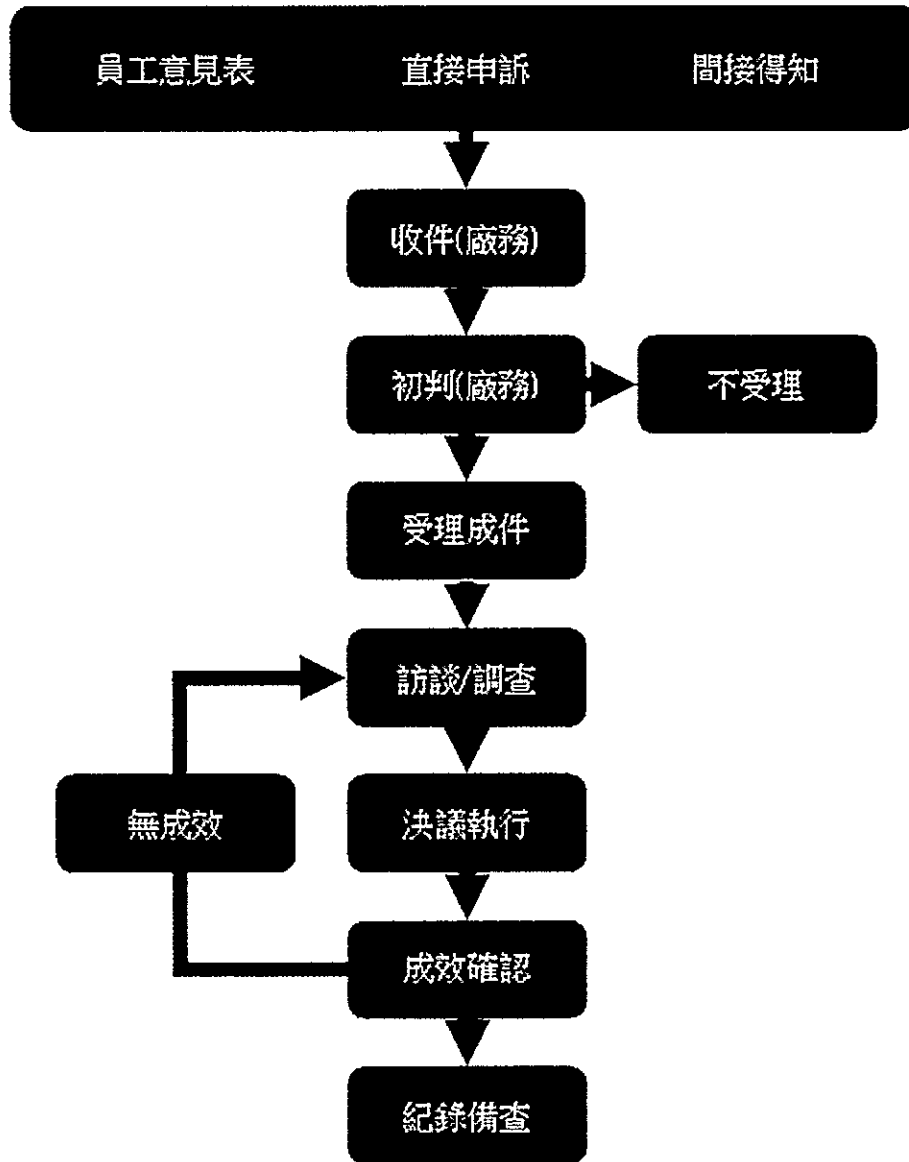 員工意見表 直接申訴 間接得知
收件(廠務)
初判(廠務) 不受理
受理成件
訪談/調查
無成效 決議執行
成效確認
紀錄備查